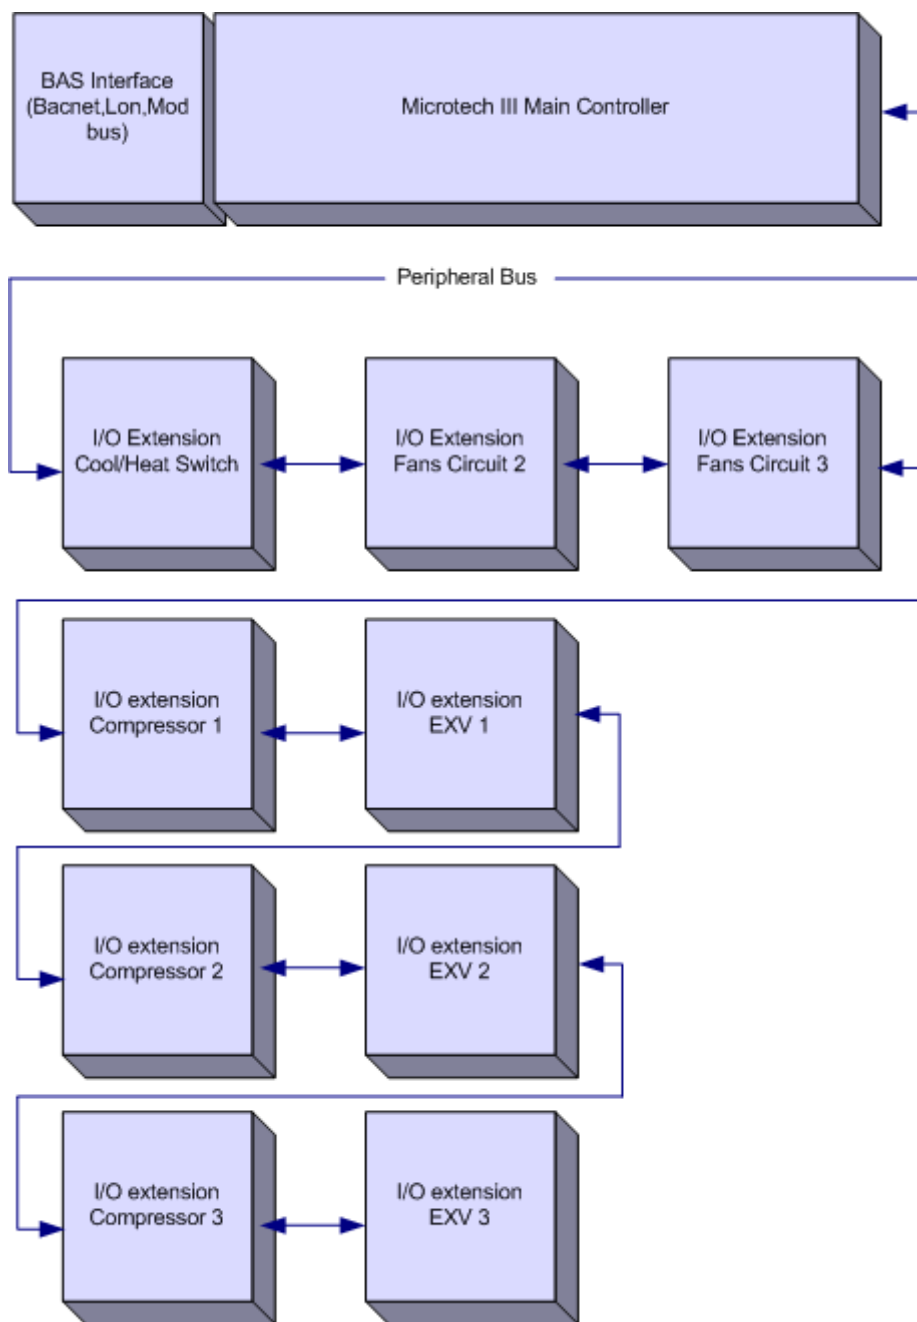 BAS Interface
(Bacnet,Lon,Mod
bus)
Microtech III Main Controller
Peripheral Bus
I/O Extension
Cool/Heat Switch
I/O Extension
Fans Circuit 2
I/O Extension
Fans Circuit 3
I/O extension
Compressor 1
I/O extension
EXV 1
I/O extension
Compressor 2
I/O extension
EXV 2
I/O extension
Compressor 3
I/O extension
EXV 3